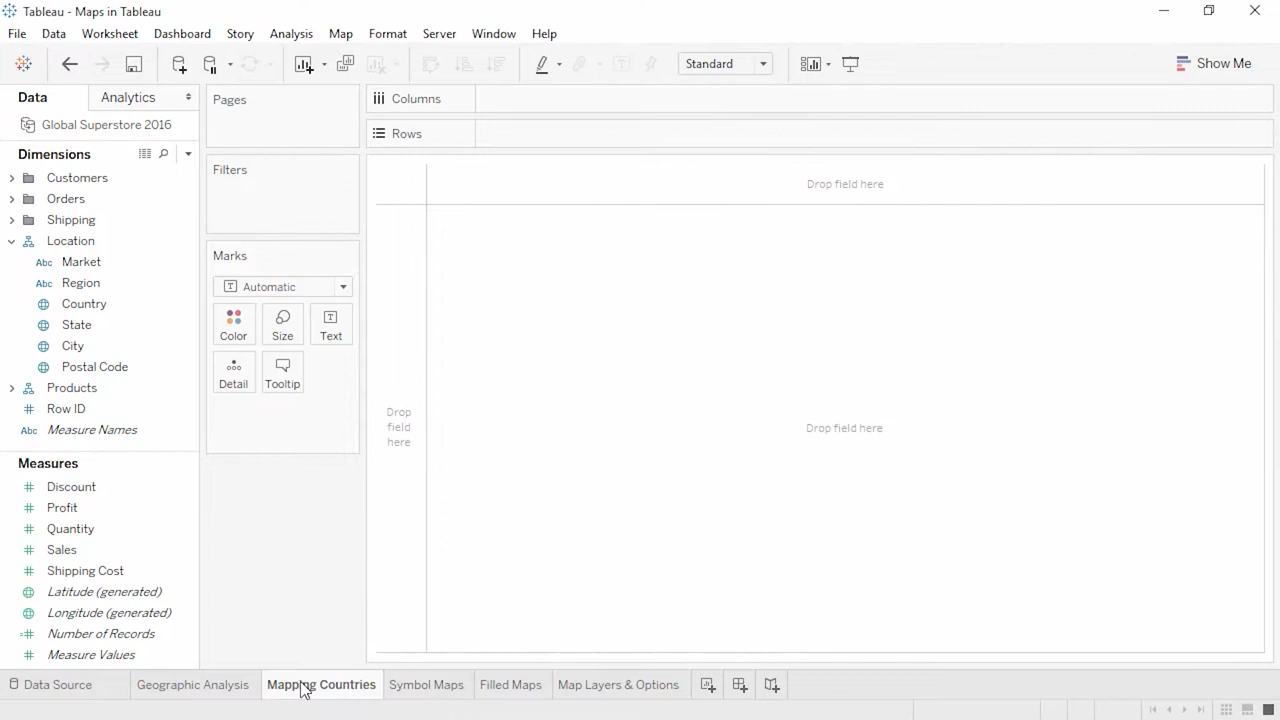 Tableau - Maps in Tableau
File Data Worksheet Dashboard Story Analysis Map Format Server Window Help
Standard
Show Me
Data Analytics
Global Superstore 2016
Dimensions
Customers
Orders
Shipping
Location
Abc Market
Abc Region
Country
State
City
Postal Code
Products
Row ID
Abc Measure Names
Measures
Discount
Profit
Quantity
Sales
Shipping Cost
Latitude (generated)
Longitude (generated)
Number of Records
Measure Values
Pages
Filters
Marks
Automatic
Color Size Text
Detail Tooltip
Columns
Rows
Drop field here
Drop
field
here
Drop field here
Data Source Geographic Analysis Mapping Countries Symbol Maps Filled Maps Map Layers & Options